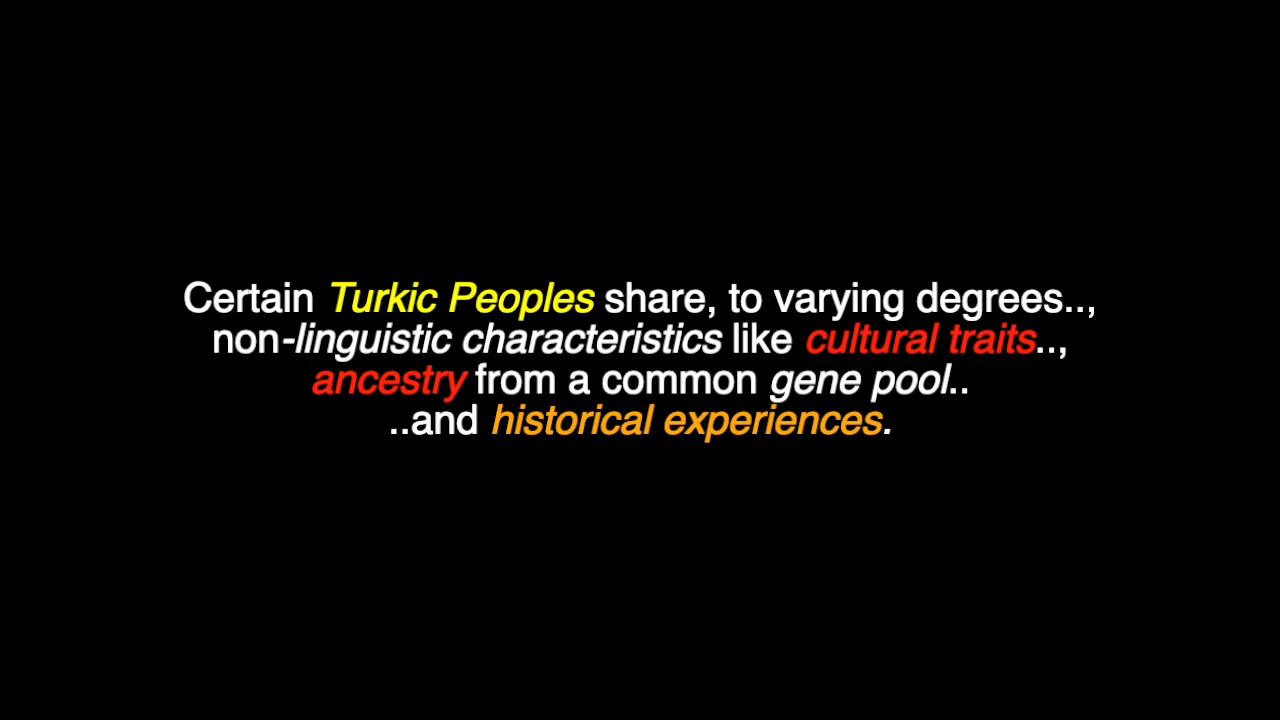 Certain Turkic Peoples share, to varying degrees..,
non-linguistic characteristics like cultural traits..,
ancestry from a common gene pool..
..and historical experiences.